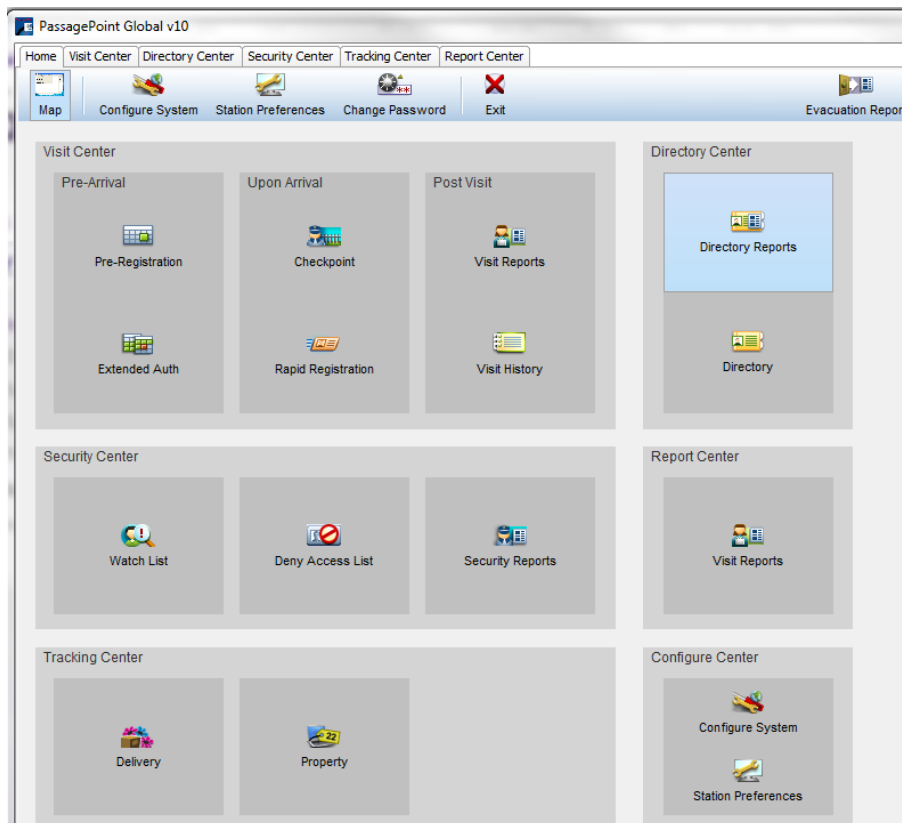 PassagePoint Global v10
Home Visit Center Directory Center Security Center Tracking Center Report Center
Map Configure System Station Preferences Change Password Exit Evacuation Repor
Visit Center
Pre-Arrival Upon Arrival Post Visit
Pre-Registration Checkpoint Visit Reports
Extended Auth Rapid Registration Visit History
Directory Center
Directory Reports
Directory
Security Center
Watch List Deny Access List Security Reports
Report Center
Visit Reports
Tracking Center
Delivery Property
22
Configure Center
Configure System
Station Preferences